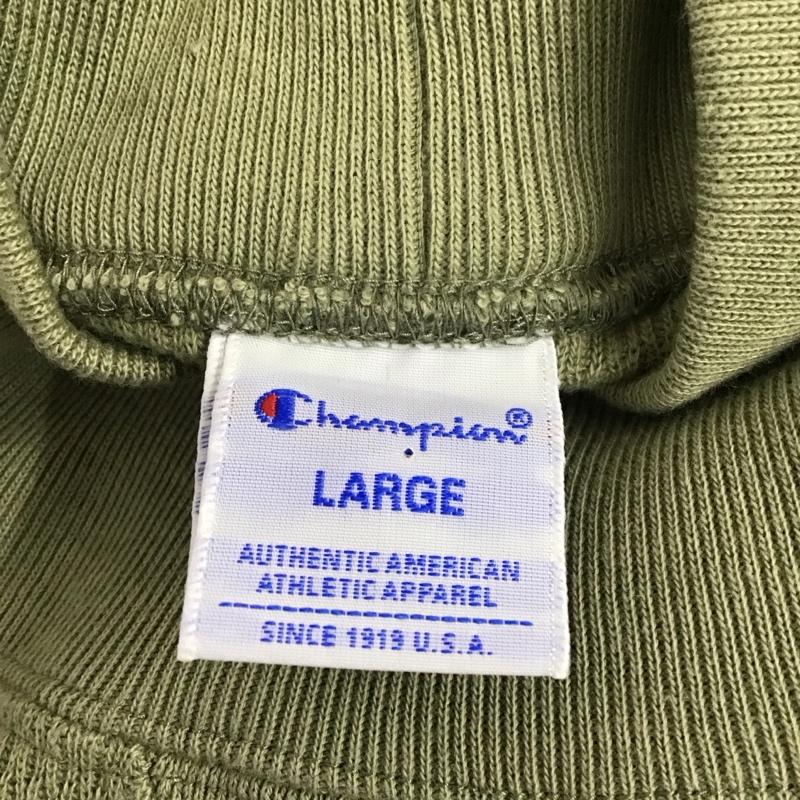 Champion®
LARGE
AUTHENTIC AMERICAN
ATHLETIC APPAREL
SINCE 1919 U.S.A.